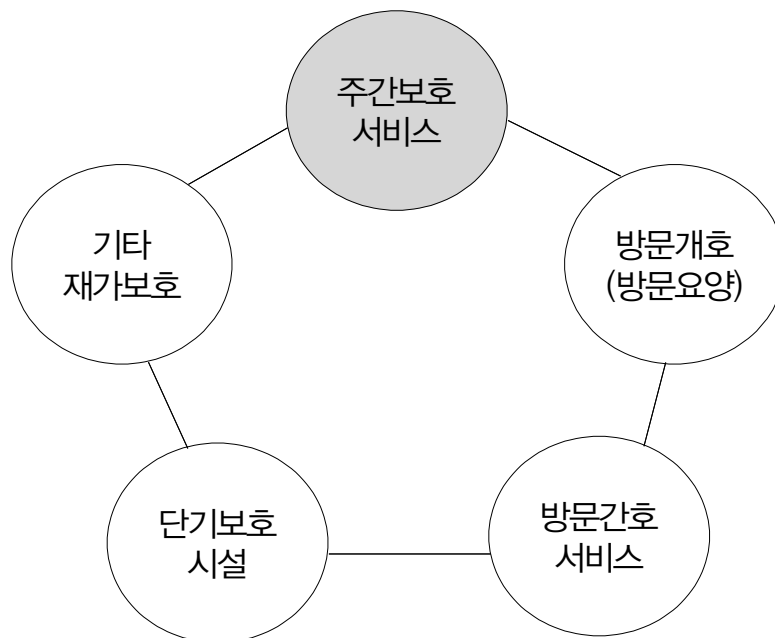 주간보호
서비스
기타
재가보호
방문개호
(방문요양)
단기보호
시설
방문간호
서비스